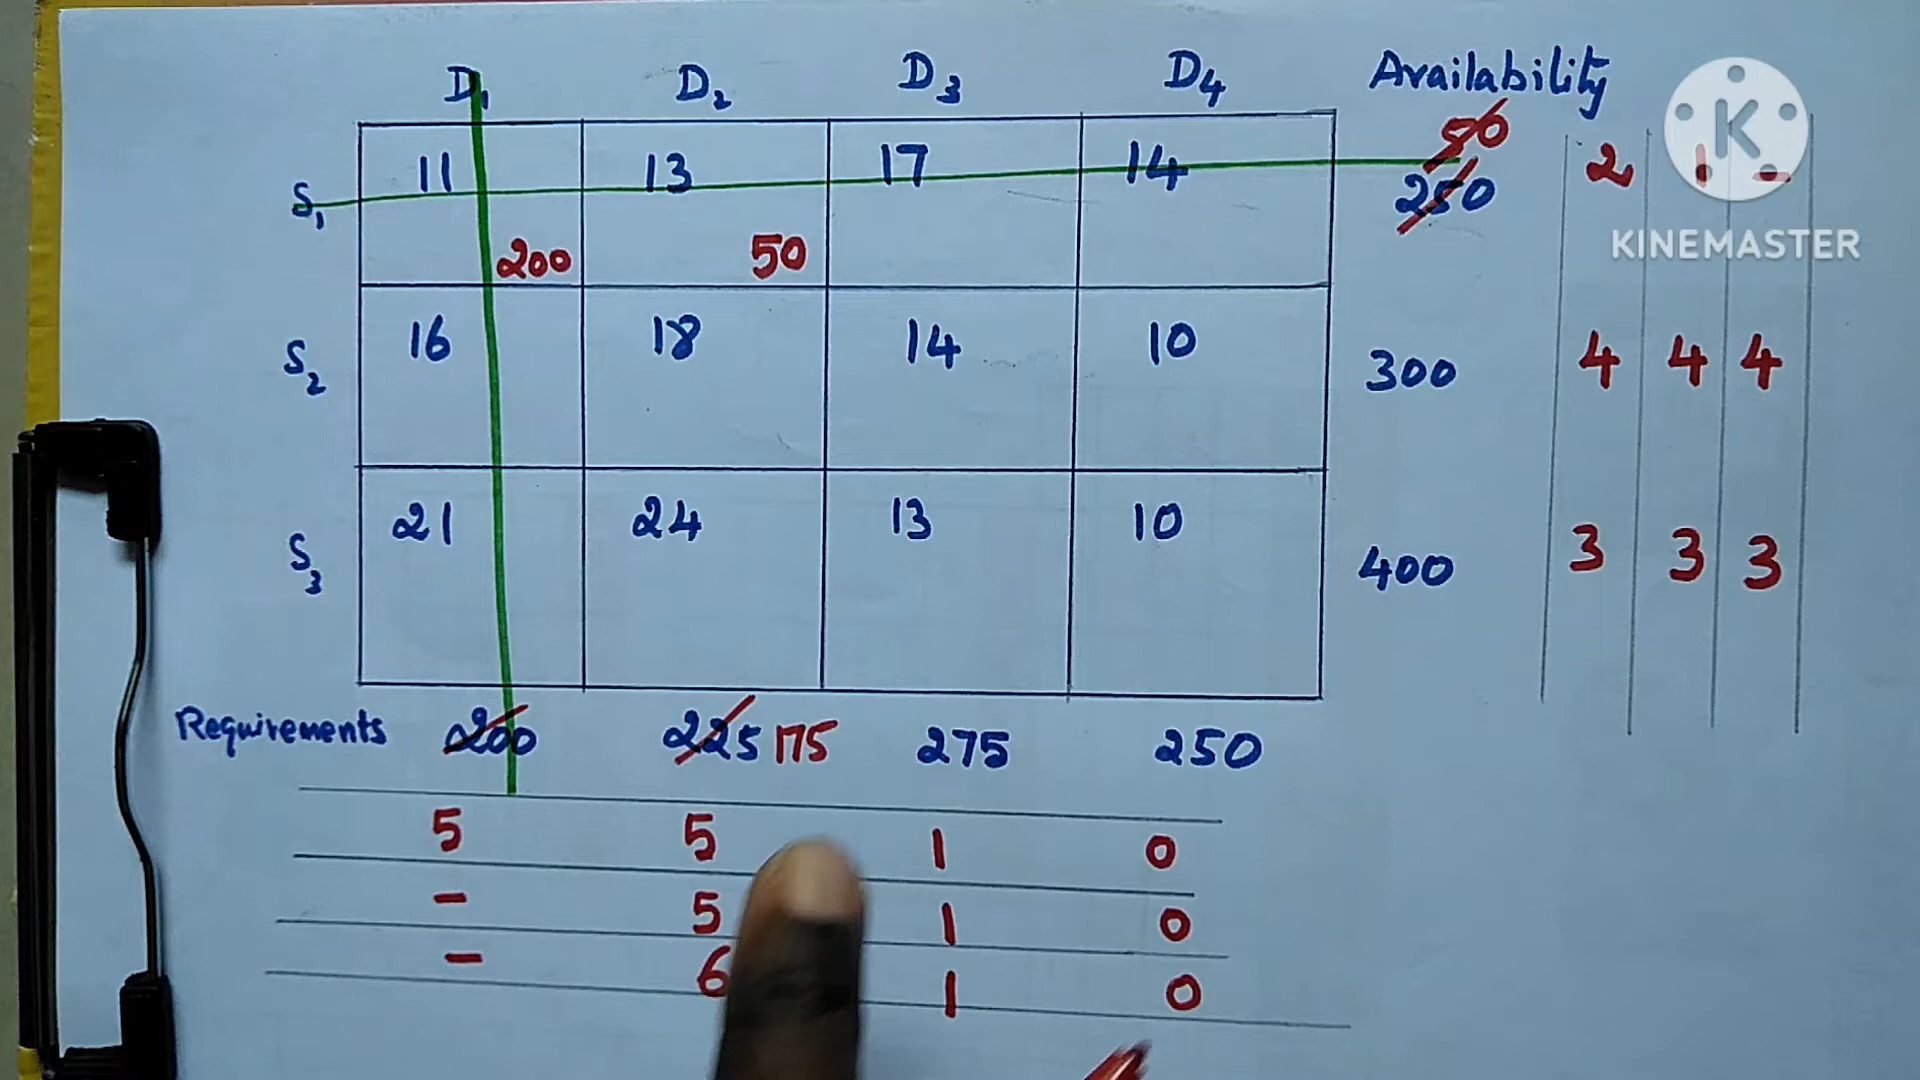 D1 D2 D3 D4 Availability
K
KINEMASTER
50
S1 11 13 17 14 250 2 1 -
200 50
S2 16 18 14 10 300 4 4 4
S3 21 24 13 10 400 3 3 3
Requirements 200 225 175 275 250
5 5 1 0
- 5 1 0
- 6 1 0